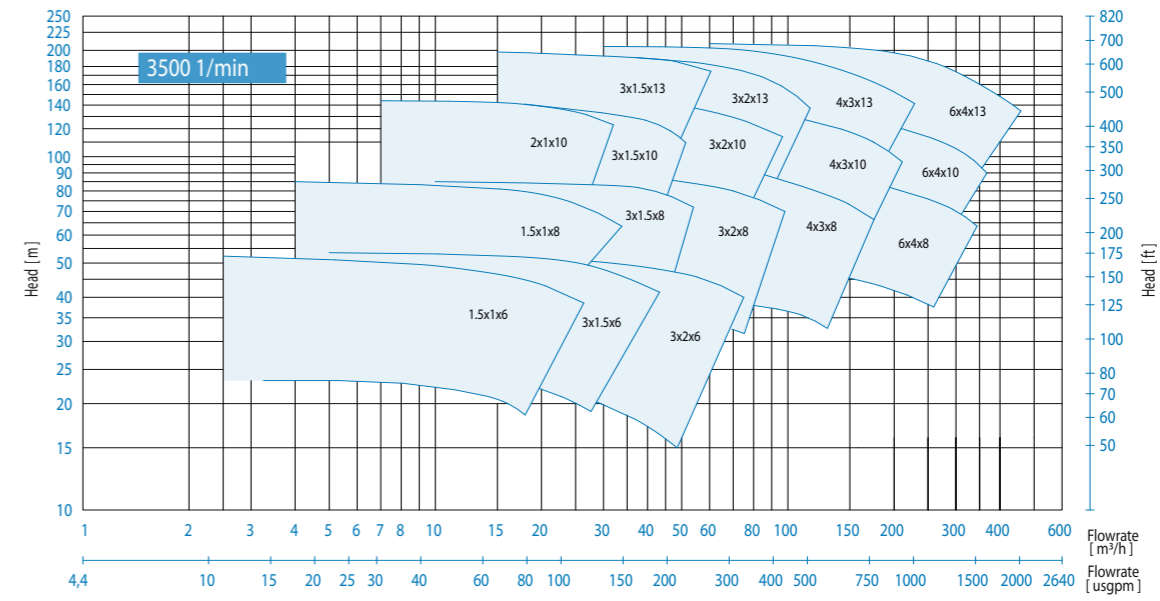 3500 1/min
Head [ m ]
250
225
200
180
160
140
120
100
90
80
70
60
50
40
35
30
25
20
15
10
820
700
600
500
400
350
300
250
200
175
150
125
100
80
70
60
50
Head [ ft ]
3x1.5x13
3x2x13
4x3x13
6x4x13
2x1x10
3x1.5x10
3x2x10
4x3x10
6x4x10
1.5x1x8
3x1.5x8
3x2x8
4x3x8
6x4x8
1.5x1x6
3x1.5x6
3x2x6
1 2 3 4 5 6 7 8 10 15 20 30 40 50 60 80 100 150 200 300 400 600
Flowrate
[ m³/h ]
4,4 10 15 20 25 30 40 60 80 100 150 200 300 400 500 750 1000 1500 2000 2640
Flowrate
[ usgpm ]